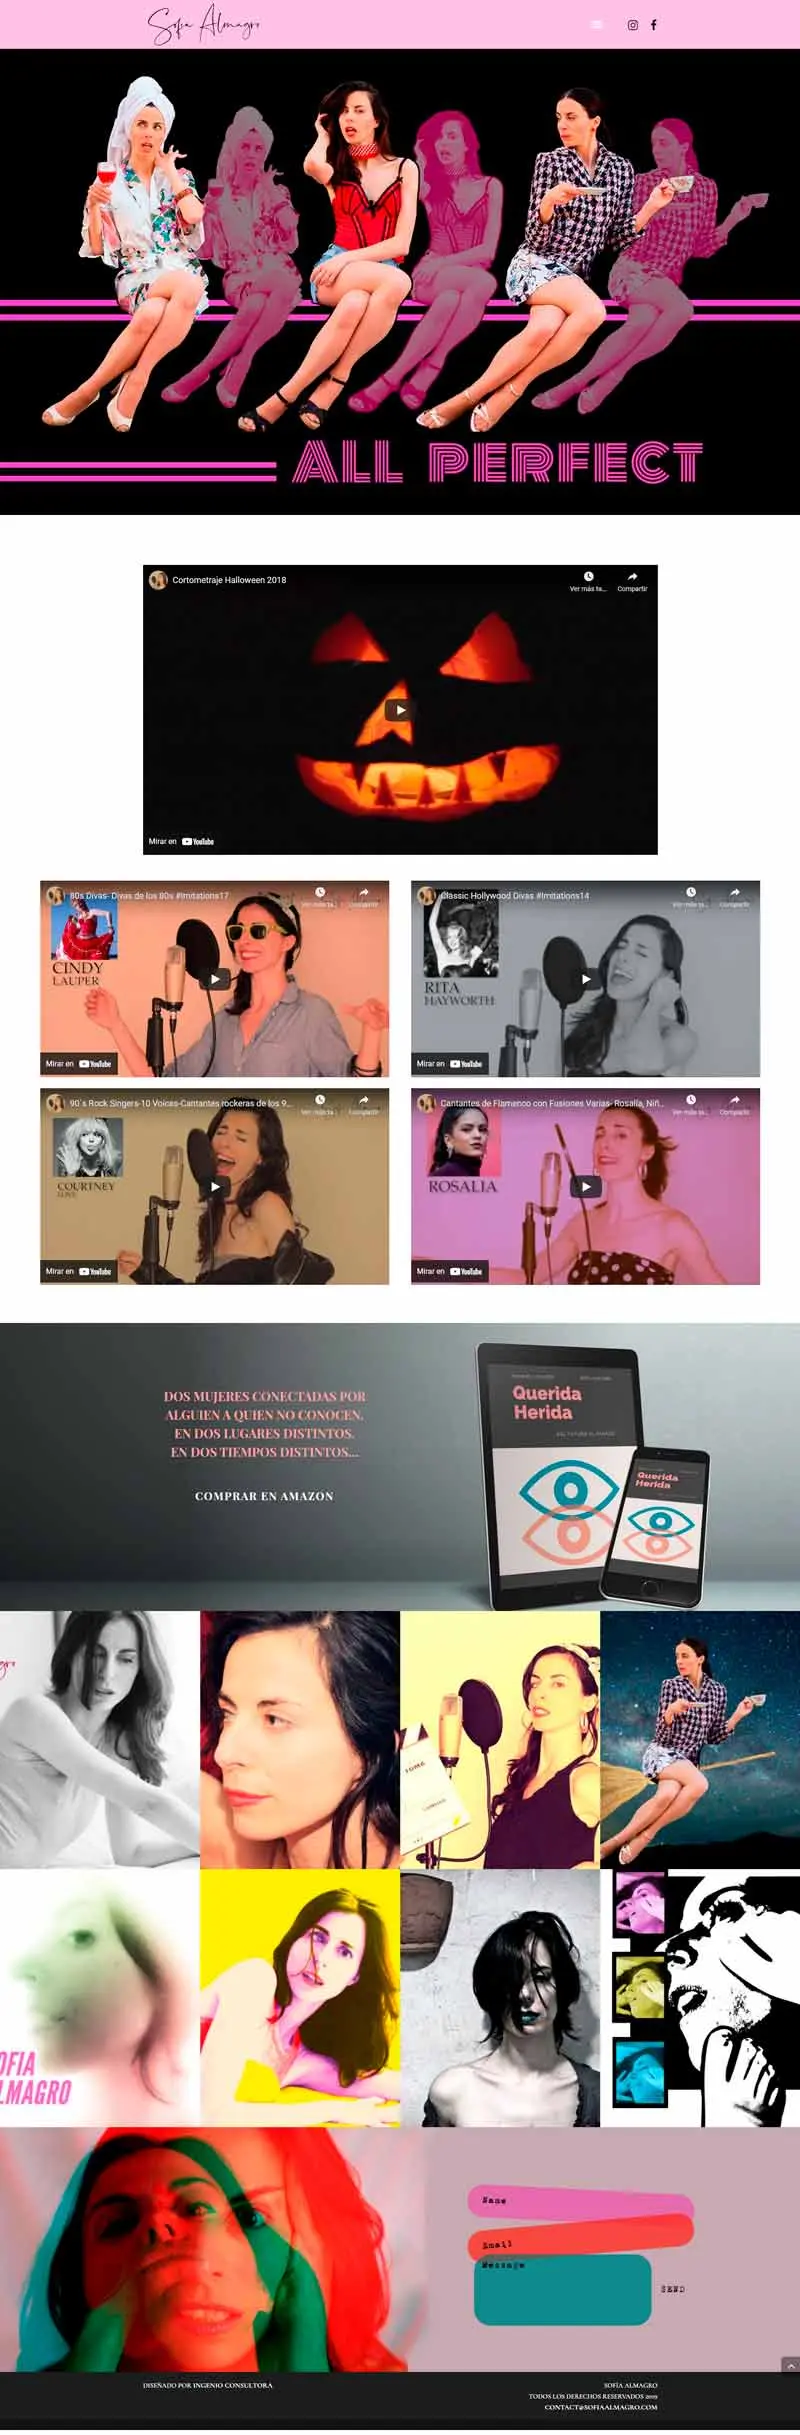 Sofia Almagro
ALL PERFECT
Cortometraje Halloween 2018
Ver más ta...
Compartir
Mirar en YouTube
80s Divas- Divas de los 80s #Imitations17
Ver más ta...
Compartir
CINDY
LAUPER
Mirar en YouTube
Classic Hollywood Divas #Imitations14
Ver más ta...
Compartir
RITA
HAYWORTH
Mirar en YouTube
90´s Rock Singers-10 Voices-Cantantes rockeras de los 9...
Ver más ta...
Compartir
COURTNEY
LOVE
Mirar en YouTube
Cantantes de Flamenco con Fusiones Varias- Rosalía, Niñ...
Ver más ta...
Compartir
ROSALIA
Mirar en YouTube
DOS MUJERES CONECTADAS POR
ALGUIEN A QUIEN NO CONOCEN.
EN DOS LUGARES DISTINTOS.
EN DOS TIEMPOS DISTINTOS...
COMPRAR EN AMAZON
Querida
Herida
Querida
Herida
gro
TOMA
OFIA
LMAGRO
Name
Email
Message
SEND
DISEÑADO POR INGENIO CONSULTORA
SOFÍA ALMAGRO
TODOS LOS DERECHOS RESERVADOS 2019
CONTACT@SOFIAALMAGRO.COM